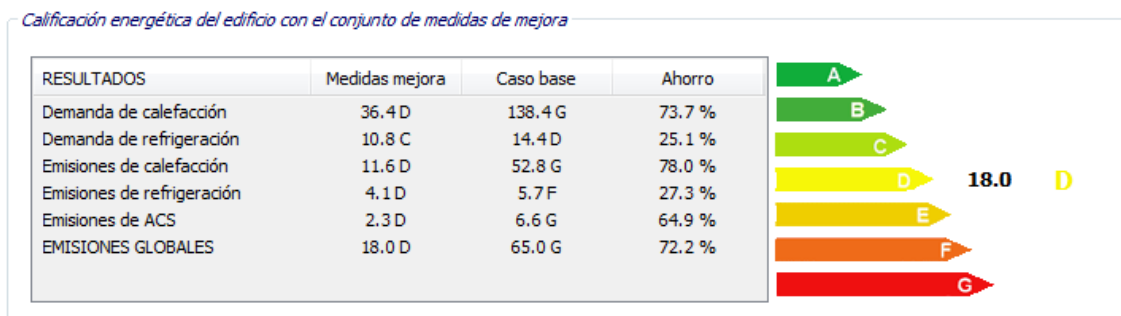 Calificación energética del edificio con el conjunto de medidas de mejora
RESULTADOS Medidas mejora Caso base Ahorro
Demanda de calefacción 36.4 D 138.4 G 73.7 %
Demanda de refrigeración 10.8 C 14.4 D 25.1 %
Emisiones de calefacción 11.6 D 52.8 G 78.0 %
Emisiones de refrigeración 4.1 D 5.7 F 27.3 %
Emisiones de ACS 2.3 D 6.6 G 64.9 %
EMISIONES GLOBALES 18.0 D 65.0 G 72.2 %
A
B
C
D 18.0 D
E
F
G